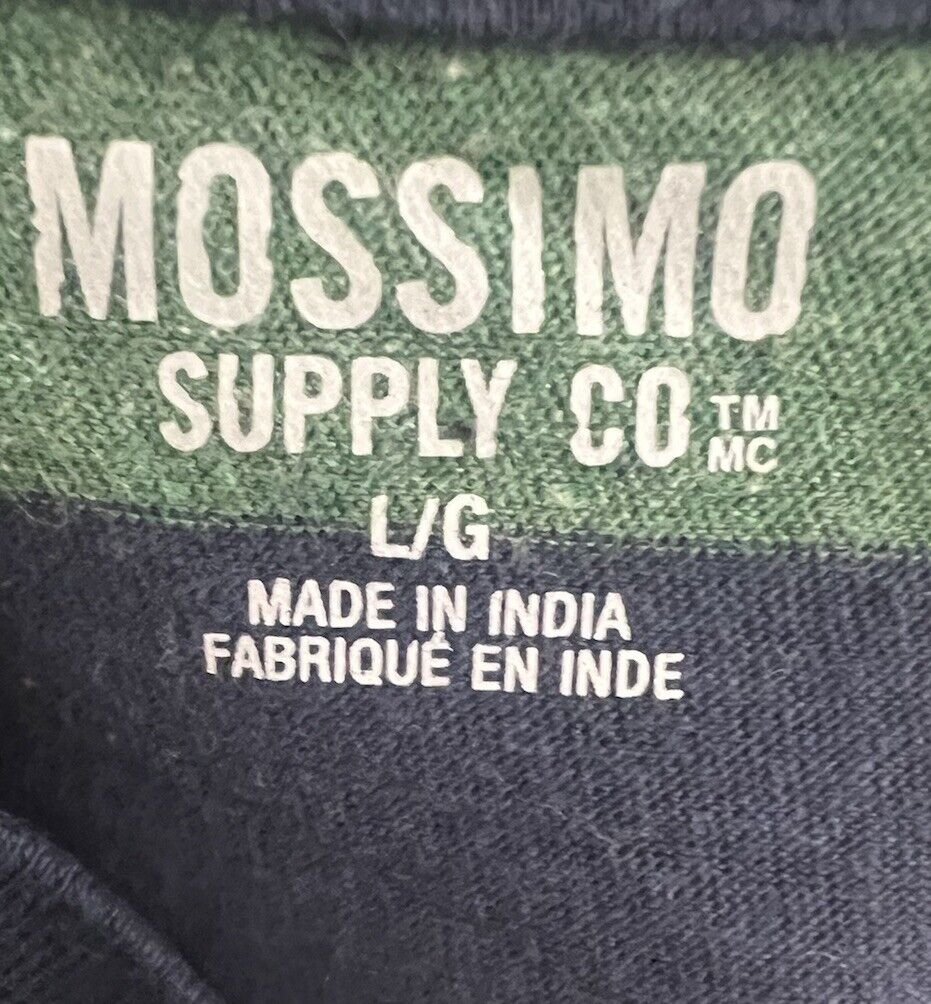 MOSSIMO
SUPPLY CO TM
MC
L/G
MADE IN INDIA
FABRIQUÉ EN INDE